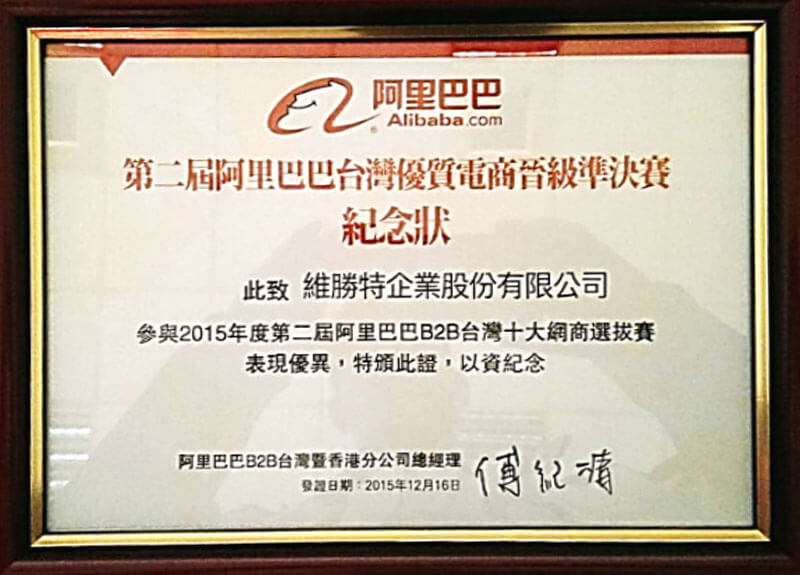 阿里巴巴
Alibaba.com
第二屆阿里巴巴台灣優質電商晉級準決賽
紀念狀
此致 維勝特企業股份有限公司
參與2015年度第二屆阿里巴巴B2B台灣十大網商選拔賽
表現優異，特頒此證，以資紀念
阿里巴巴B2B台灣暨香港分公司總經理
發證日期：2015年12月16日
傅紀清